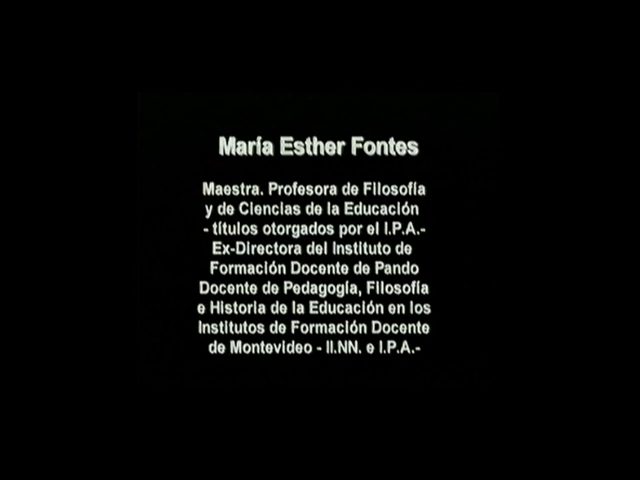 María Esther Fontes
Maestra. Profesora de Filosofía
y de Ciencias de la Educación
- títulos otorgados por el I.P.A.-
Ex-Directora del Instituto de
Formación Docente de Pando
Docente de Pedagogía, Filosofía
e Historia de la Educación en los
Institutos de Formación Docente
de Montevideo - II.NN. e I.P.A.-